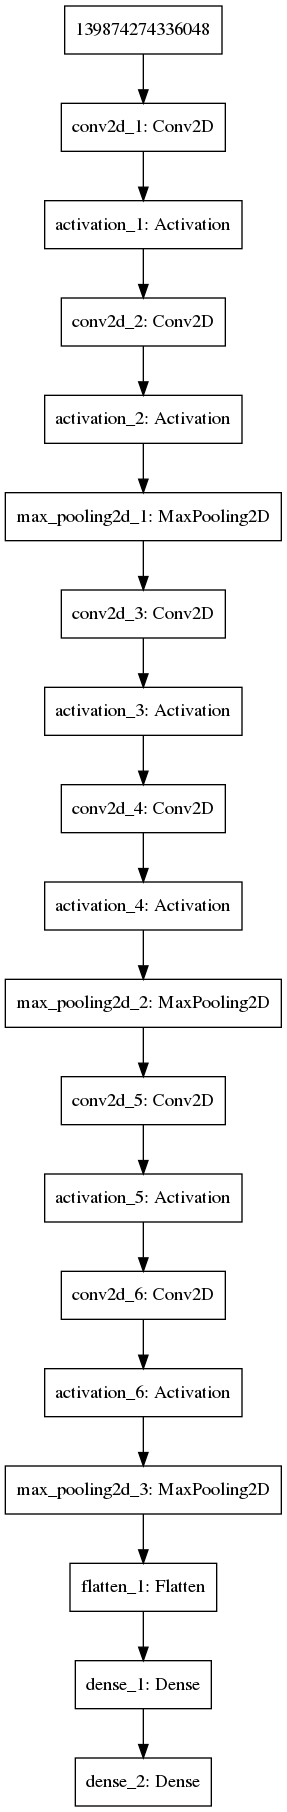 139874274336048
conv2d_1: Conv2D
activation_1: Activation
conv2d_2: Conv2D
activation_2: Activation
max_pooling2d_1: MaxPooling2D
conv2d_3: Conv2D
activation_3: Activation
conv2d_4: Conv2D
activation_4: Activation
max_pooling2d_2: MaxPooling2D
conv2d_5: Conv2D
activation_5: Activation
conv2d_6: Conv2D
activation_6: Activation
max_pooling2d_3: MaxPooling2D
flatten_1: Flatten
dense_1: Dense
dense_2: Dense